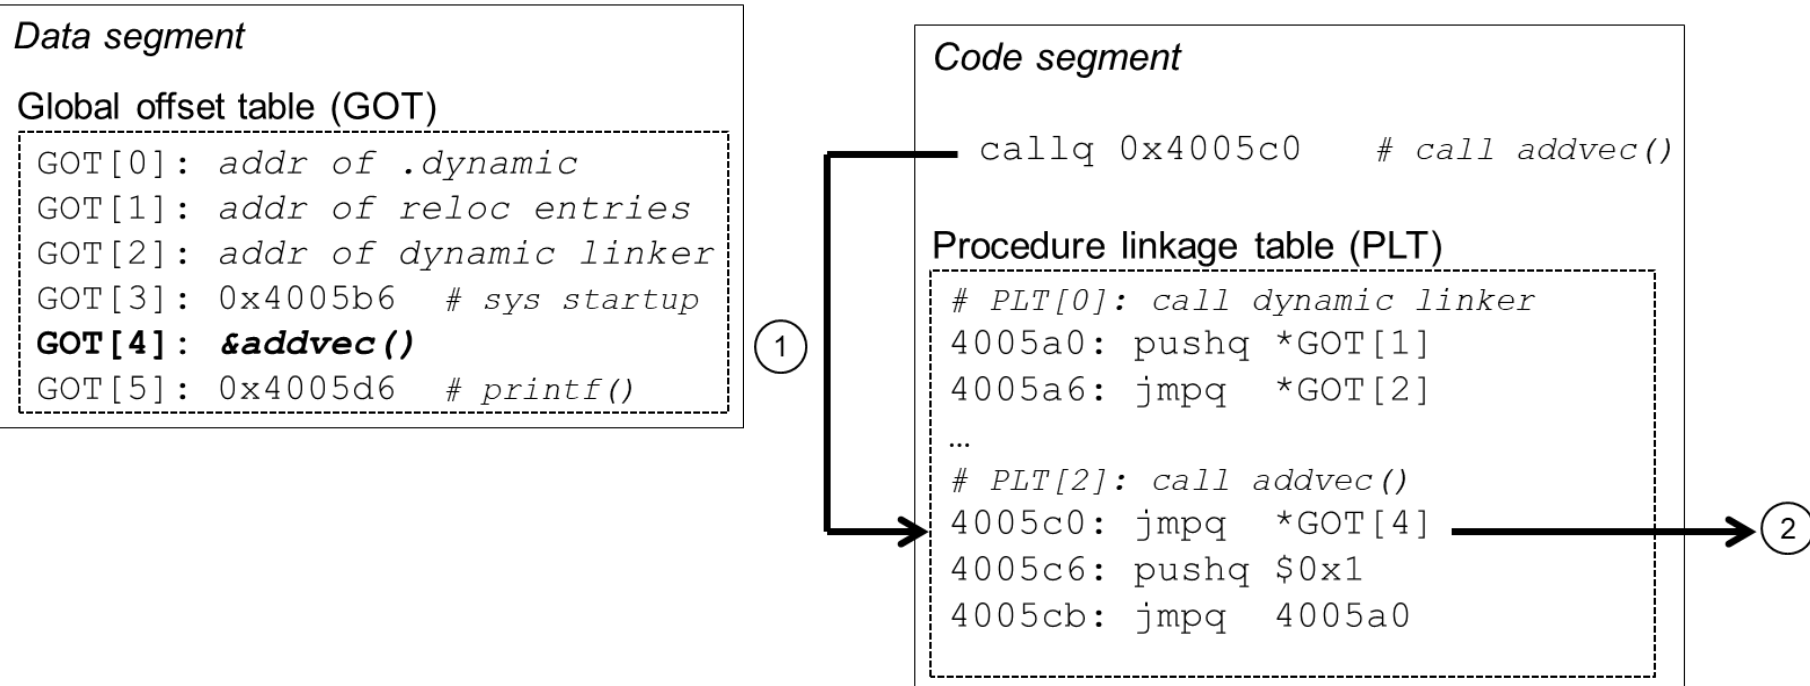 Data segment
Global offset table (GOT)
GOT[0]: addr of .dynamic
GOT[1]: addr of reloc entries
GOT[2]: addr of dynamic linker
GOT[3]: 0x4005b6 # sys startup
GOT[4]: &addvec()
GOT[5]: 0x4005d6 # printf()
1
Code segment
callq 0x4005c0 # call addvec()
Procedure linkage table (PLT)
# PLT[0]: call dynamic linker
4005a0: pushq *GOT[1]
4005a6: jmpq *GOT[2]
…
# PLT[2]: call addvec()
4005c0: jmpq *GOT[4]
4005c6: pushq $0x1
4005cb: jmpq 4005a0
2